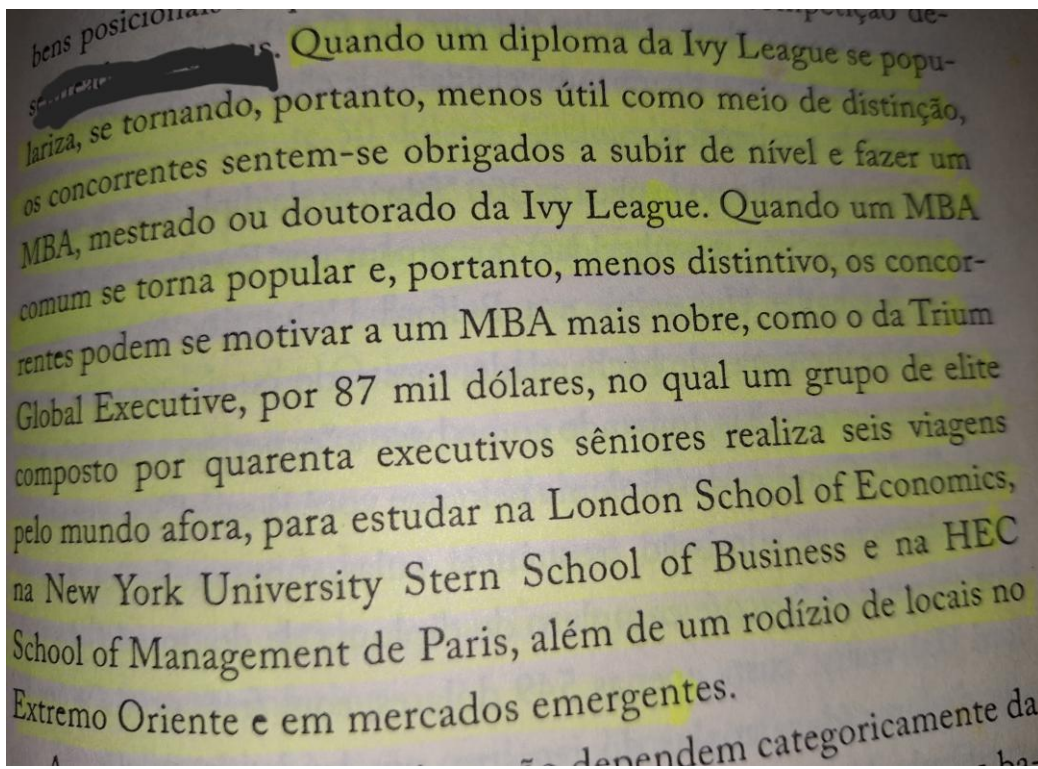 bens posicionais
. Quando um diploma da Ivy League se popu-
lariza, se tornando, portanto, menos útil como meio de distinção,
os concorrentes sentem-se obrigados a subir de nível e fazer um
MBA, mestrado ou doutorado da Ivy League. Quando um MBA
comum se torna popular e, portanto, menos distintivo, os concor-
rentes podem se motivar a um MBA mais nobre, como o da Trium
Global Executive, por 87 mil dólares, no qual um grupo de elite
composto por quarenta executivos sêniores realiza seis viagens
pelo mundo afora, para estudar na London School of Economics,
na New York University Stern School of Business e na HEC
School of Management de Paris, além de um rodízio de locais no
Extremo Oriente e em mercados emergentes.
dependem categoricamente da